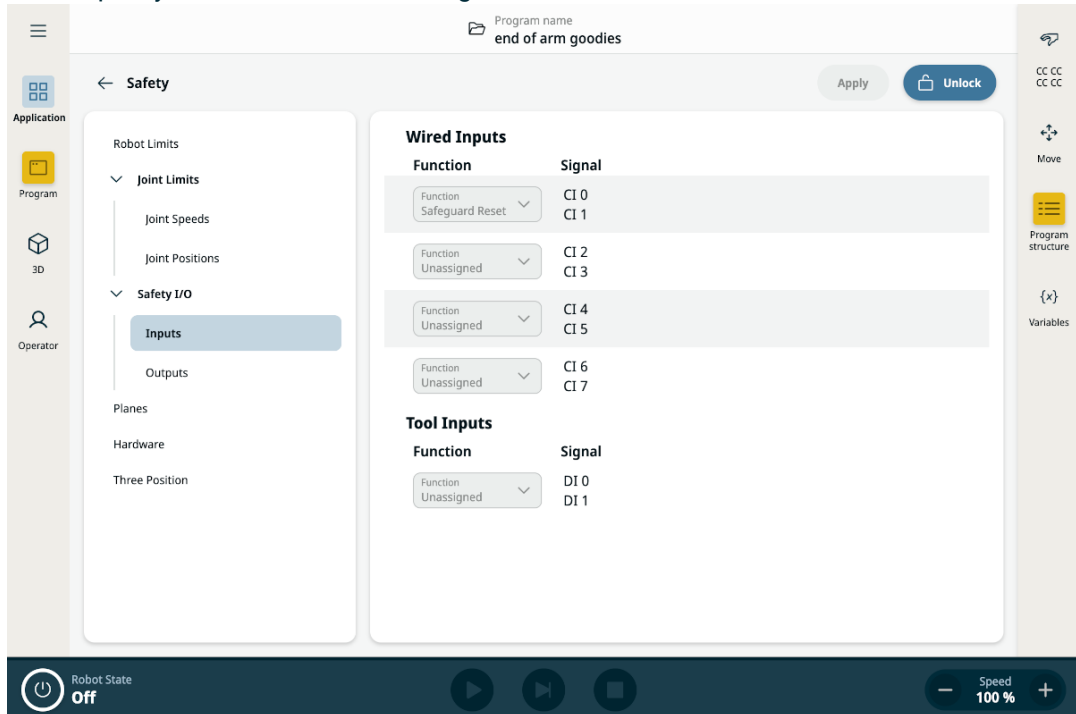 Program name
end of arm goodies
Application
Program
3D
Operator
Safety
Apply
Unlock
Robot Limits
Joint Limits
Joint Speeds
Joint Positions
Safety I/O
Inputs
Outputs
Planes
Hardware
Three Position
Wired Inputs
Function Signal
Function
Safeguard Reset
CI 0
CI 1
Function
Unassigned
CI 2
CI 3
Function
Unassigned
CI 4
CI 5
Function
Unassigned
CI 6
CI 7
Tool Inputs
Function Signal
Function
Unassigned
DI 0
DI 1
CC CC
CC CC
Move
Program
structure
{x}
Variables
Robot State
Off
Speed
100 %